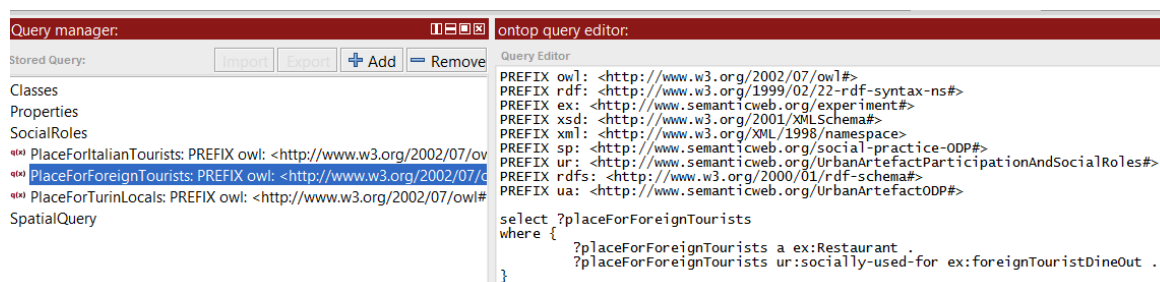 Query manager:
Stored Query:
Import Export Add Remove
Classes
Properties
SocialRoles
q(x) PlaceForItalianTourists: PREFIX owl: <http://www.w3.org/2002/07/ov
q(x) PlaceForForeignTourists: PREFIX owl: <http://www.w3.org/2002/07/c
q(x) PlaceForTurinLocals: PREFIX owl: <http://www.w3.org/2002/07/owl#
SpatialQuery
ontop query editor:
Query Editor
PREFIX owl: <http://www.w3.org/2002/07/owl#>
PREFIX rdf: <http://www.w3.org/1999/02/22-rdf-syntax-ns#>
PREFIX ex: <http://www.semanticweb.org/experiment#>
PREFIX xsd: <http://www.w3.org/2001/XMLSchema#>
PREFIX xml: <http://www.w3.org/XML/1998/namespace>
PREFIX sp: <http://www.semanticweb.org/social-practice-ODP#>
PREFIX ur: <http://www.semanticweb.org/UrbanArtefactParticipationAndSocialRoles#>
PREFIX rdfs: <http://www.w3.org/2000/01/rdf-schema#>
PREFIX ua: <http://www.semanticweb.org/UrbanArtefactODP#>
select ?placeForForeignTourists
where {
?placeForForeignTourists a ex:Restaurant .
?placeForForeignTourists ur:socially-used-for ex:foreignTouristDineOut .
}